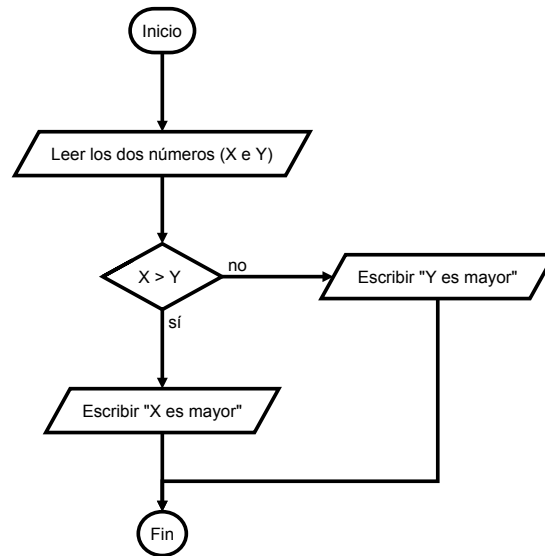 Inicio
Leer los dos números (X e Y)
X > Y
no
Escribir "Y es mayor"
sí
Escribir "X es mayor"
Fin